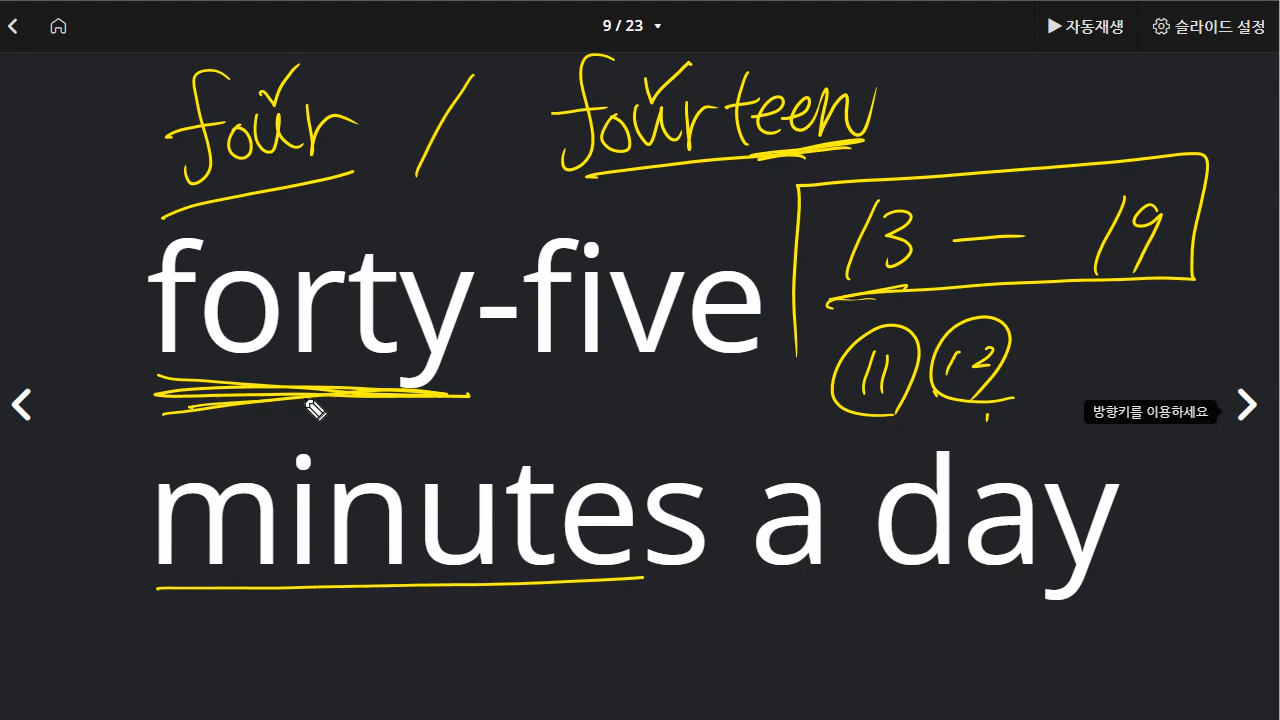 9 / 23
자동재생
슬라이드 설정
four / fourteen
13 — 19
forty-five
11 12
방향키를 이용하세요
minutes a day